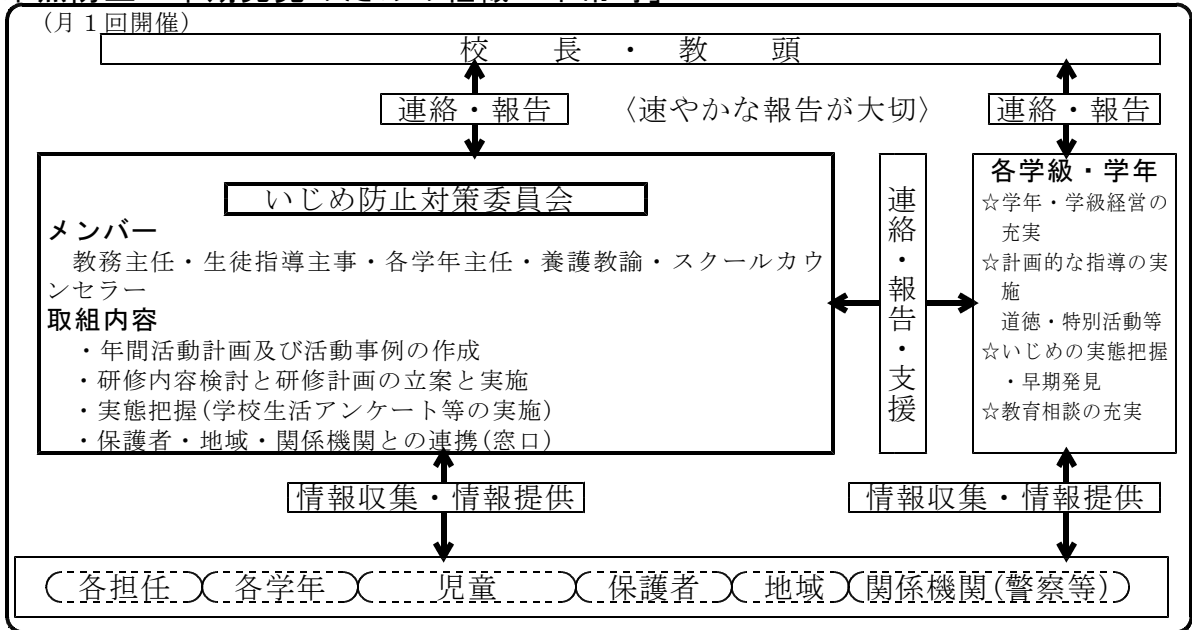 (月１回開催)
校長・教頭
連絡・報告
〈速やかな報告が大切〉
連絡・報告
いじめ防止対策委員会
メンバー
教務主任・生徒指導主事・各学年主任・養護教諭・スクールカウ
ンセラー
取組内容
・年間活動計画及び活動事例の作成
・研修内容検討と研修計画の立案と実施
・実態把握(学校生活アンケート等の実施)
・保護者・地域・関係機関との連携(窓口)
連絡・報告・支援
各学級・学年
☆学年・学級経営の
充実
☆計画的な指導の実
施
道徳・特別活動等
☆いじめの実態把握
・早期発見
☆教育相談の充実
情報収集・情報提供
情報収集・情報提供
各担任 各学年 児童 保護者 地域 関係機関(警察等)